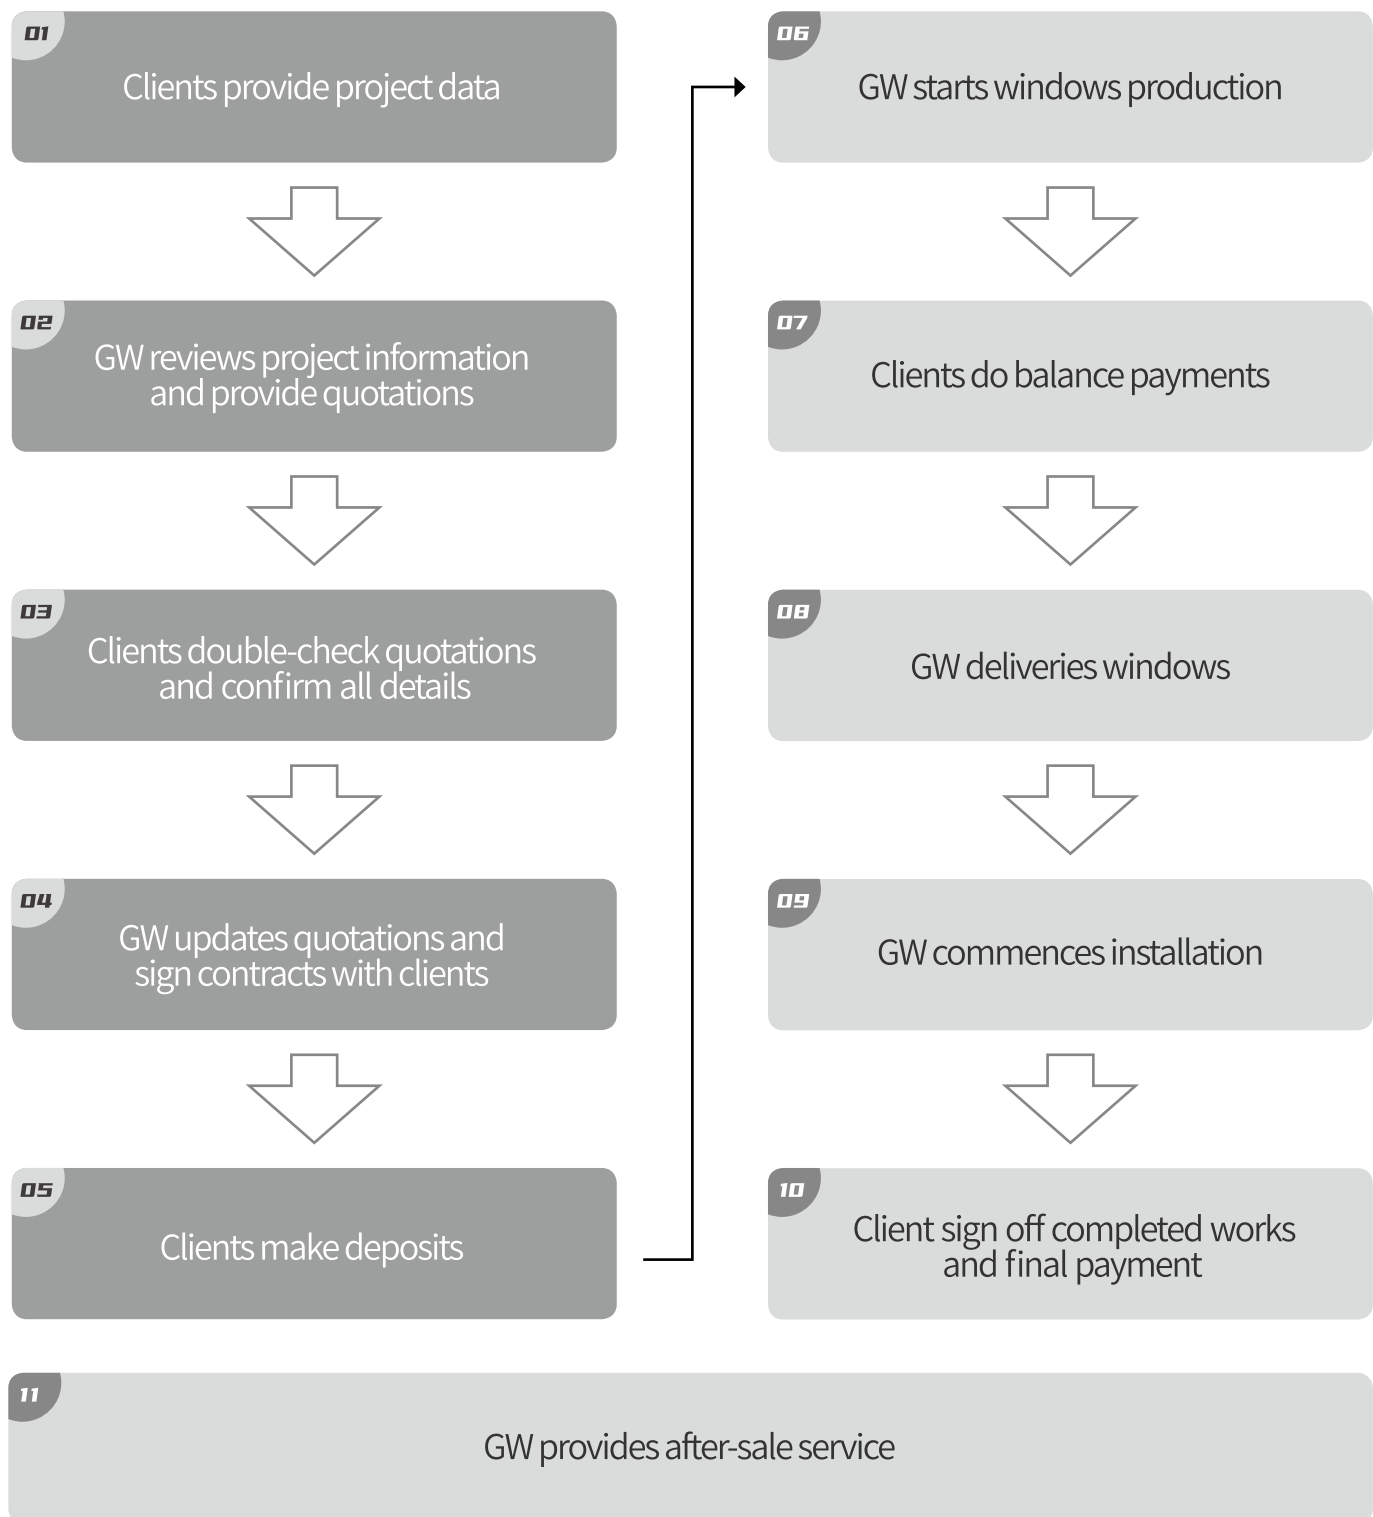 01
Clients provide project data
02
GW reviews project information
and provide quotations
03
Clients double-check quotations
and confirm all details
04
GW updates quotations and
sign contracts with clients
05
Clients make deposits
06
GW starts windows production
07
Clients do balance payments
08
GW deliveries windows
09
GW commences installation
10
Client sign off completed works
and final payment
11
GW provides after-sale service